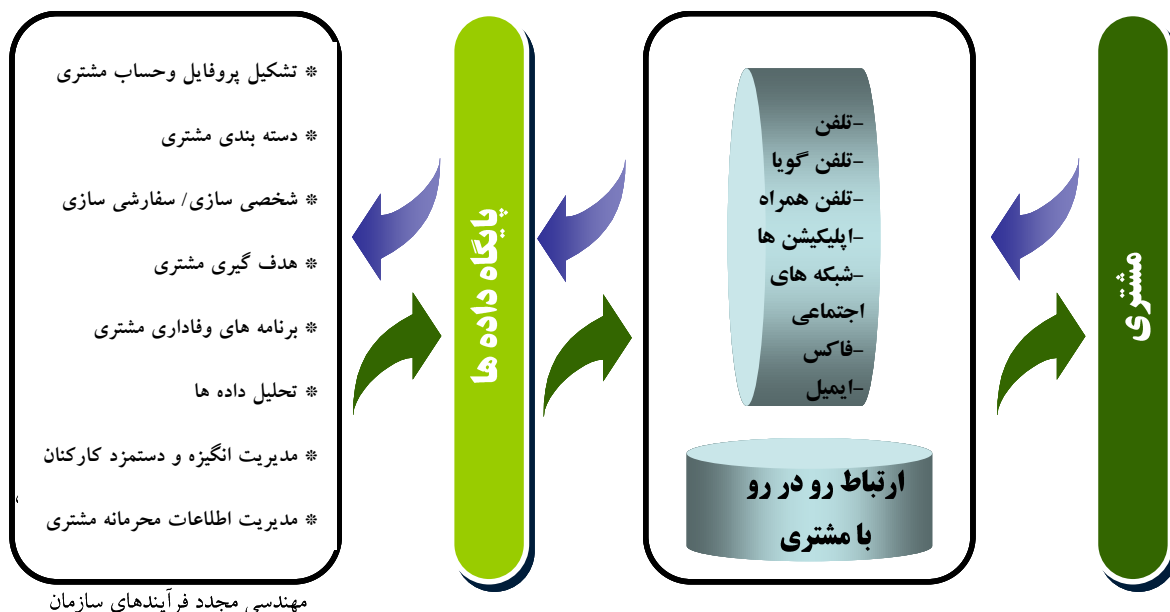 مشتری
-تلفن
-تلفن گویا
-تلفن همراه
-اپلیکیشن ها
-شبکه های
اجتماعی
-فاکس
-ایمیل
ارتباط رو در رو
با مشتری
پایگاه داده ها
* تشکیل پروفایل وحساب مشتری
* دسته بندی مشتری
* شخصی سازی/ سفارشی سازی
* هدف گیری مشتری
* برنامه های وفاداری مشتری
* تحلیل داده ها
* مدیریت انگیزه و دستمزد کارکنان
* مدیریت اطلاعات محرمانه مشتری
مهندسی مجدد فرآیندهای سازمان